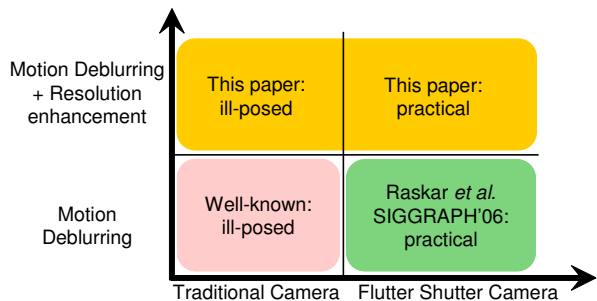 Motion Deblurring
+ Resolution
enhancement
This paper:
ill-posed
This paper:
practical
Motion
Deblurring
Well-known:
ill-posed
Raskar et al.
SIGGRAPH'06:
practical
Traditional Camera
Flutter Shutter Camera